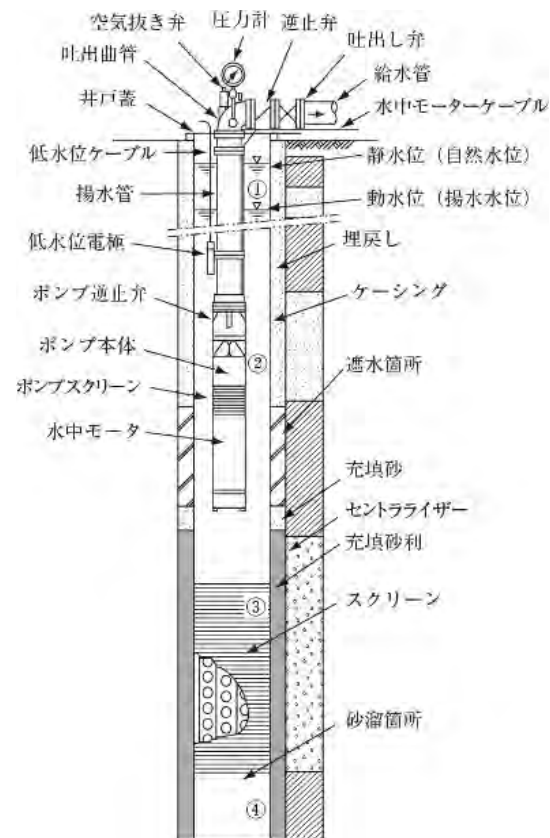 空気抜き弁
圧力計
逆止弁
吐出曲管
吐出し弁
井戸蓋
給水管
水中モーターケーブル
低水位ケーブル
静水位（自然水位）
揚水管
①
動水位（揚水水位）
低水位電極
埋戻し
ポンプ逆止弁
ケーシング
ポンプ本体
②
遮水箇所
ポンプスクリーン
水中モータ
充填砂
セントラライザー
充填砂利
③
スクリーン
砂溜箇所
④